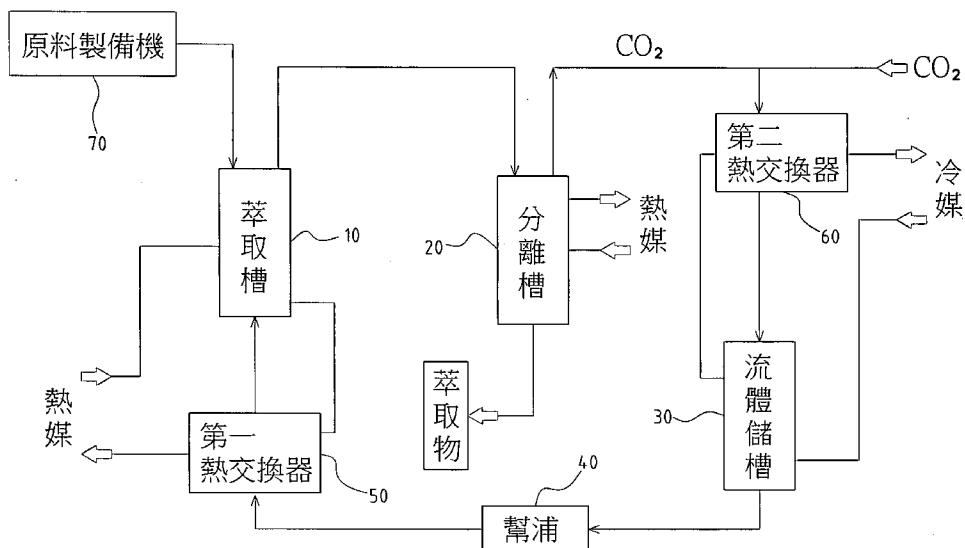 原料製備機
70
CO₂
CO₂
第二
熱交換器
60
冷媒
萃取槽
10
分離槽
20
熱媒
流體儲槽
30
萃取物
熱媒
第一
熱交換器
50
幫浦
40